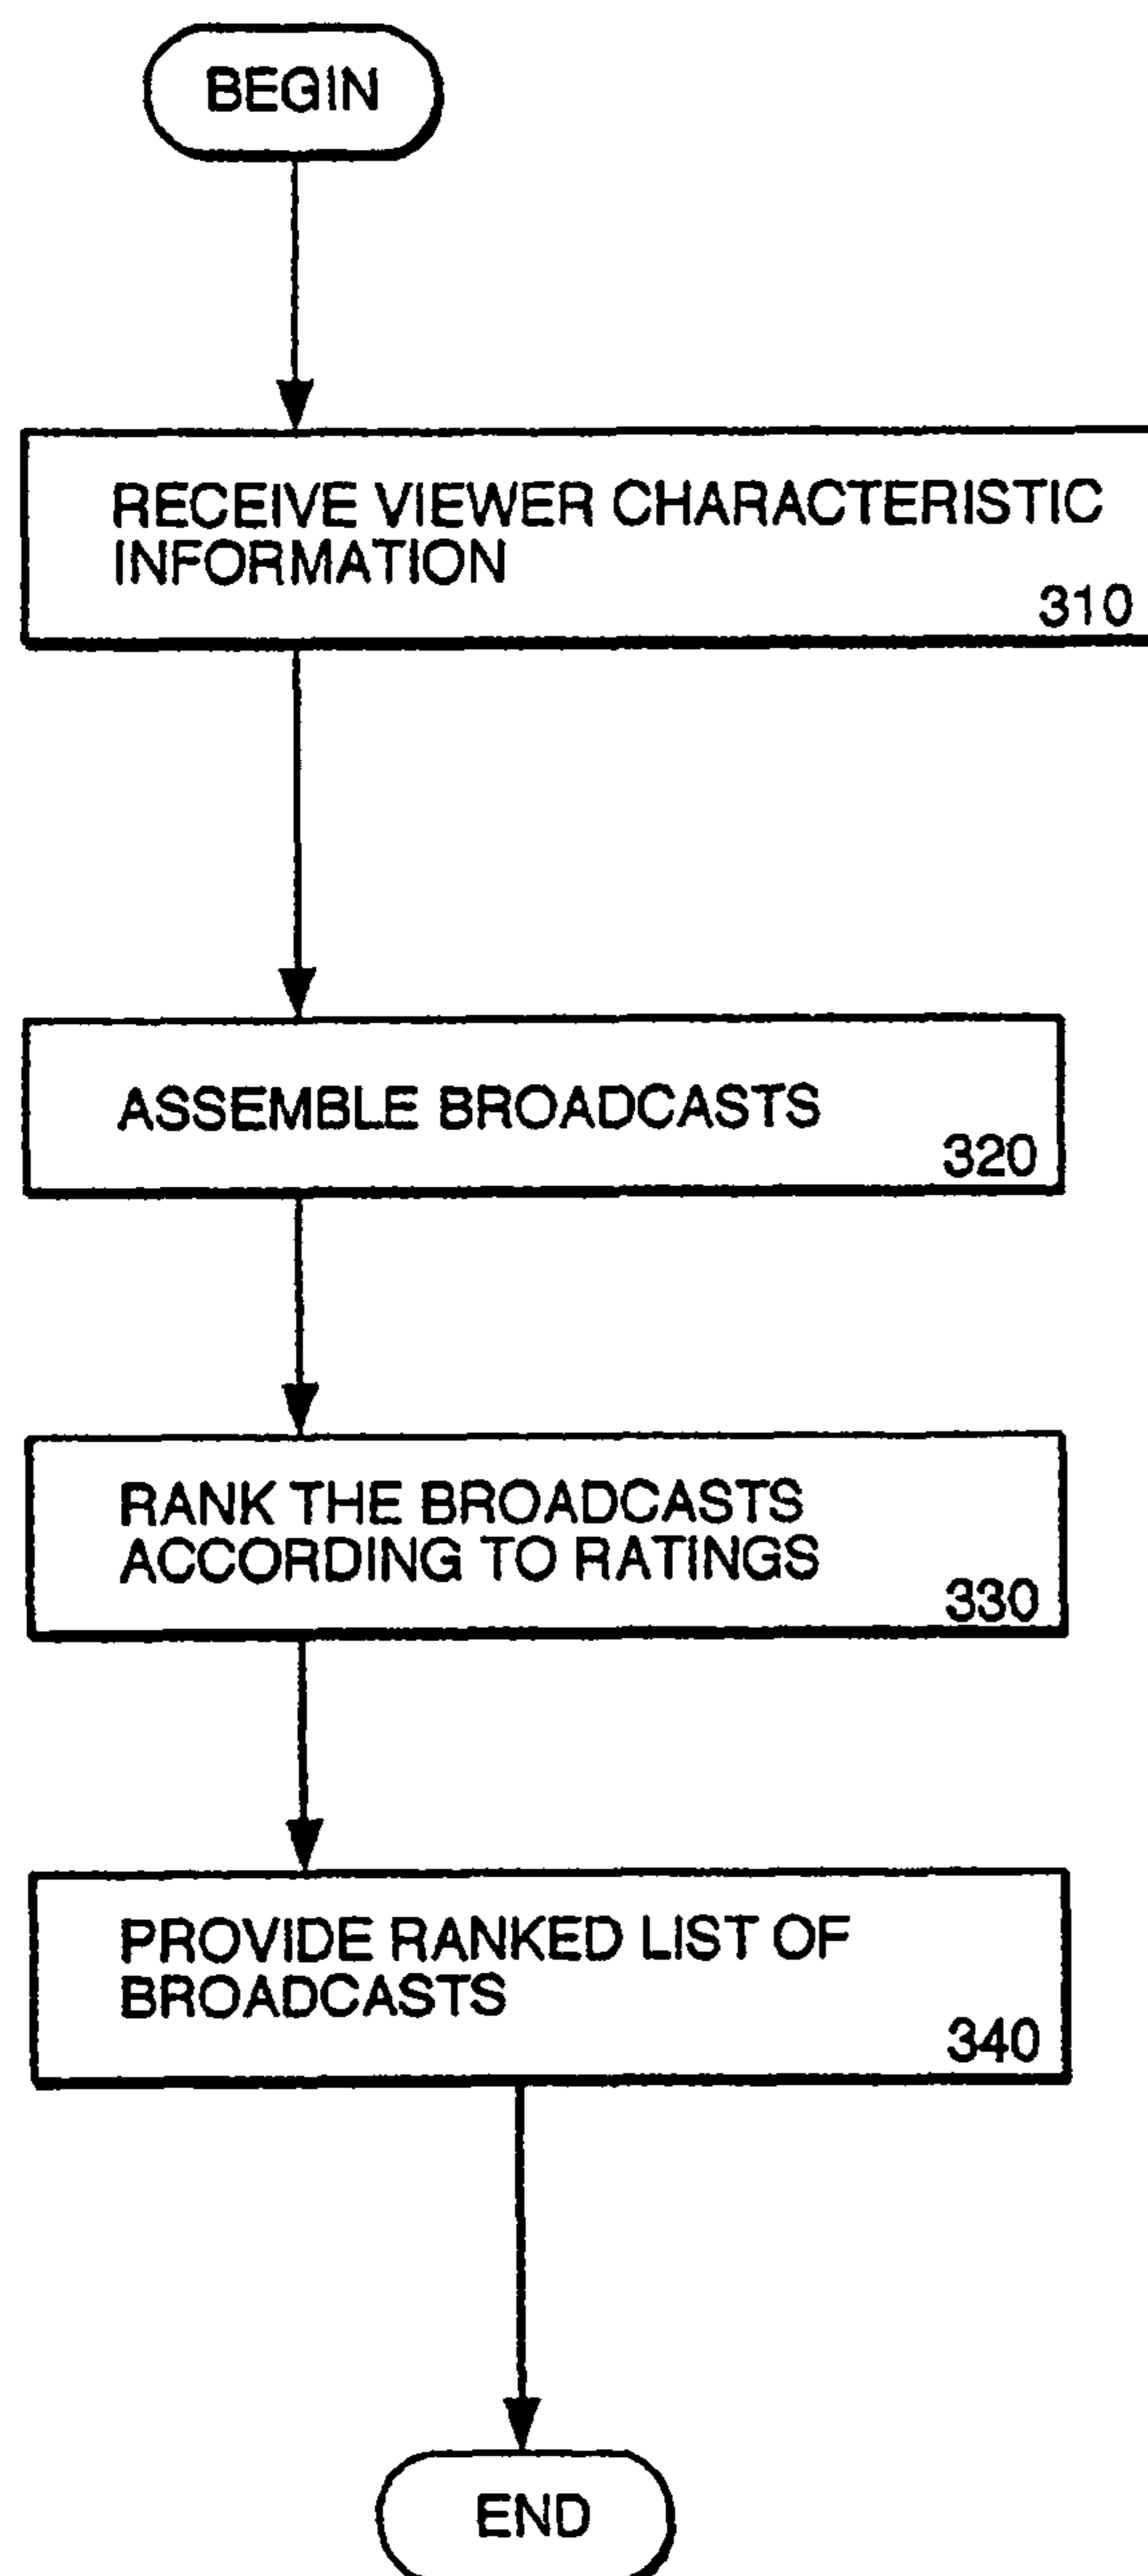 BEGIN
RECEIVE VIEWER CHARACTERISTIC
INFORMATION
310
ASSEMBLE BROADCASTS
320
RANK THE BROADCASTS
ACCORDING TO RATINGS
330
PROVIDE RANKED LIST OF
BROADCASTS
340
END